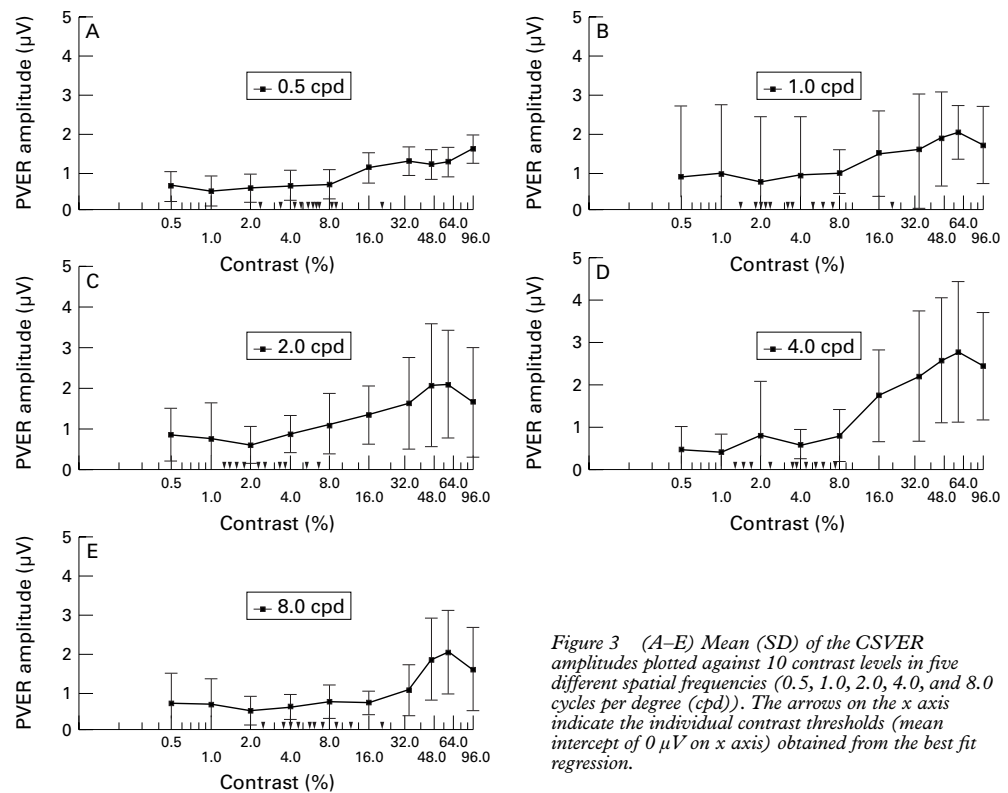 A
PVER amplitude (µV)
5
4
3
2
1
0
0.5 cpd
0.5 2.0 8.0 32.0 64.0
1.0 4.0 16.0 48.0 96.0
Contrast (%)
B
PVER amplitude (µV)
5
4
3
2
1
0
1.0 cpd
0.5 2.0 8.0 32.0 64.0
1.0 4.0 16.0 48.0 96.0
Contrast (%)
C
PVER amplitude (µV)
5
4
3
2
1
0
2.0 cpd
0.5 2.0 8.0 32.0 64.0
1.0 4.0 16.0 48.0 96.0
Contrast (%)
D
PVER amplitude (µV)
5
4
3
2
1
0
4.0 cpd
0.5 2.0 8.0 32.0 64.0
1.0 4.0 16.0 48.0 96.0
Contrast (%)
E
PVER amplitude (µV)
5
4
3
2
1
0
8.0 cpd
0.5 2.0 8.0 32.0 64.0
1.0 4.0 16.0 48.0 96.0
Contrast (%)
Figure 3 (A–E) Mean (SD) of the CSVER
amplitudes plotted against 10 contrast levels in five
different spatial frequencies (0.5, 1.0, 2.0, 4.0, and 8.0
cycles per degree (cpd)). The arrows on the x axis
indicate the individual contrast thresholds (mean
intercept of 0 µV on x axis) obtained from the best fit
regression.